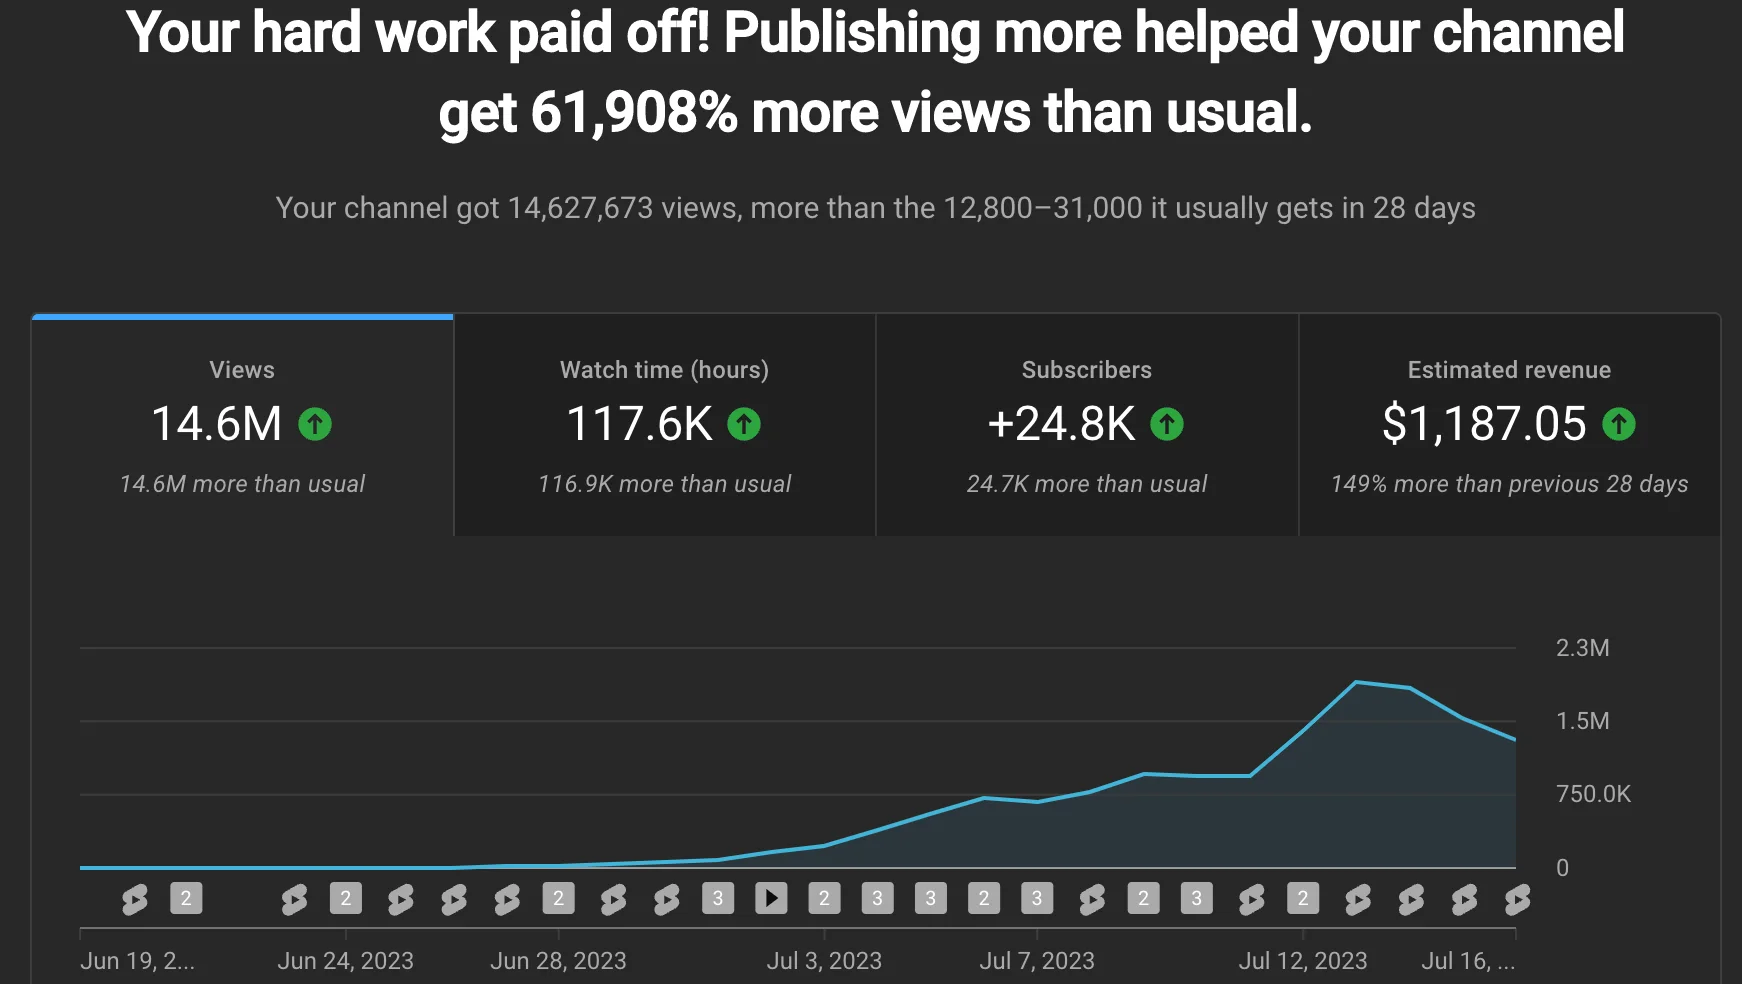 Your hard work paid off! Publishing more helped your channel
get 61,908% more views than usual.
Your channel got 14,627,673 views, more than the 12,800–31,000 it usually gets in 28 days
Views
14.6M
14.6M more than usual
Watch time (hours)
117.6K
116.9K more than usual
Subscribers
+24.8K
24.7K more than usual
Estimated revenue
$1,187.05
149% more than previous 28 days
2.3M
1.5M
750.0K
0
2 2 2 3 2 3 3 2 3 2 3 2
Jun 19, 2... Jun 24, 2023 Jun 28, 2023 Jul 3, 2023 Jul 7, 2023 Jul 12, 2023 Jul 16, ...